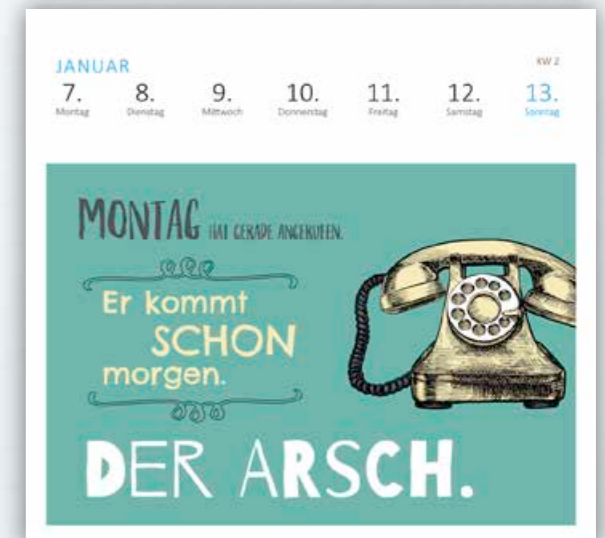 JANUAR
KW 2
7. 8. 9. 10. 11. 12. 13.
Montag Dienstag Mittwoch Donnerstag Freitag Samstag Sonntag
MONTAG HAT GERADE ANGERUFEN.
Er kommt
SCHON
morgen.
DER ARSCH.